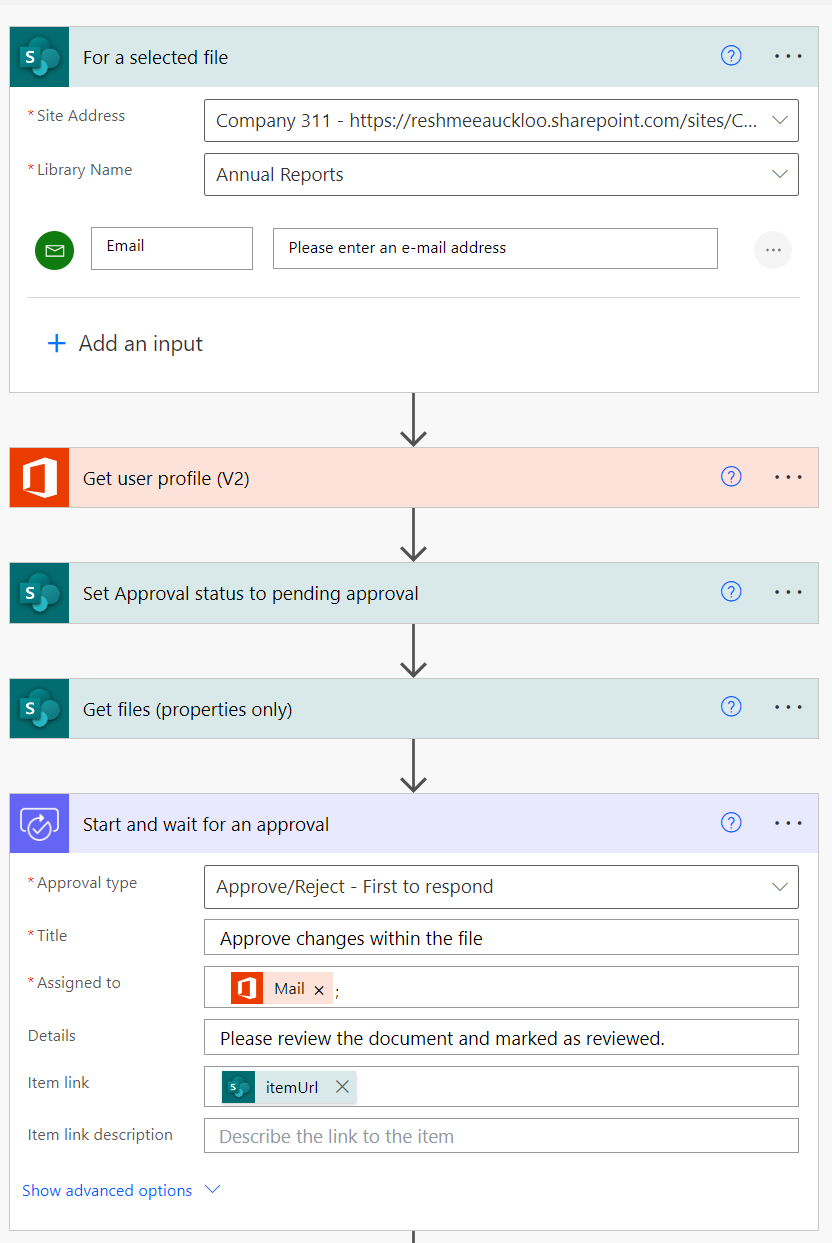 For a selected file
* Site Address
Company 311 - https://reshmeeauckloo.sharepoint.com/sites/C...
* Library Name
Annual Reports
Email
Please enter an e-mail address
+ Add an input
Get user profile (V2)
Set Approval status to pending approval
Get files (properties only)
Start and wait for an approval
* Approval type
Approve/Reject - First to respond
* Title
Approve changes within the file
* Assigned to
Mail × ;
Details
Please review the document and marked as reviewed.
Item link
itemUrl ×
Item link description
Describe the link to the item
Show advanced options